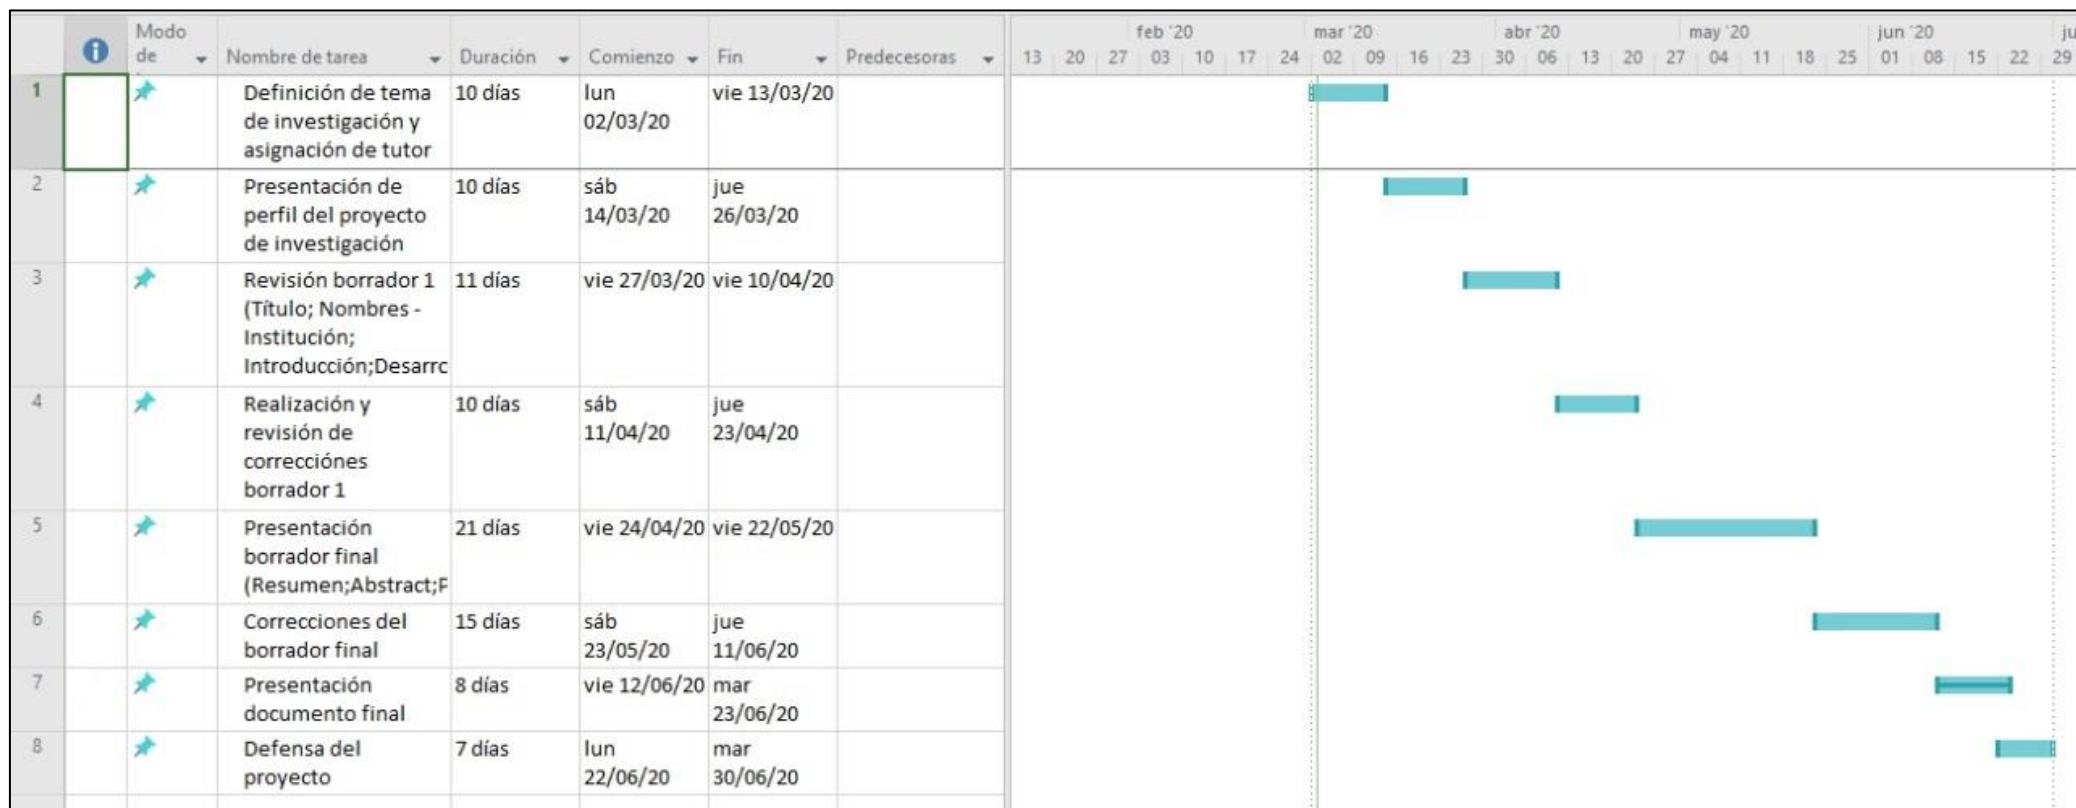 feb '20 mar '20 abr '20 may '20 jun '20 ju
Modo
de Nombre de tarea Duración Comienzo Fin Predecesoras 13 20 27 03 10 17 24 02 09 16 23 30 06 13 20 27 04 11 18 25 01 08 15 22 29
1 Definición de tema 10 días lun vie 13/03/20
de investigación y 02/03/20
asignación de tutor
2 Presentación de 10 días sáb jue
perfil del proyecto 14/03/20 26/03/20
de investigación
3 Revisión borrador 1 11 días vie 27/03/20 vie 10/04/20
(Título; Nombres -
Institución;
Introducción;Desarrc
4 Realización y 10 días sáb jue
revisión de 11/04/20 23/04/20
correcciónes
borrador 1
5 Presentación 21 días vie 24/04/20 vie 22/05/20
borrador final
(Resumen;Abstract;P
6 Correcciones del 15 días sáb jue
borrador final 23/05/20 11/06/20
7 Presentación 8 días vie 12/06/20 mar
documento final 23/06/20
8 Defensa del 7 días lun mar
proyecto 22/06/20 30/06/20